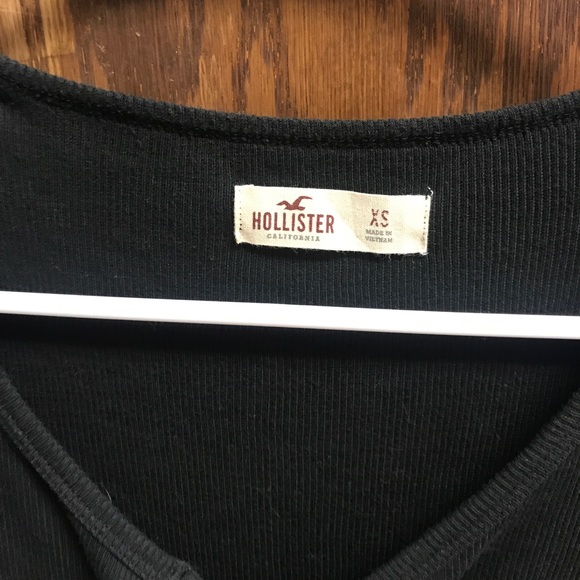 HOLLISTER
CALIFORNIA
XS
MADE IN
VIETNAM